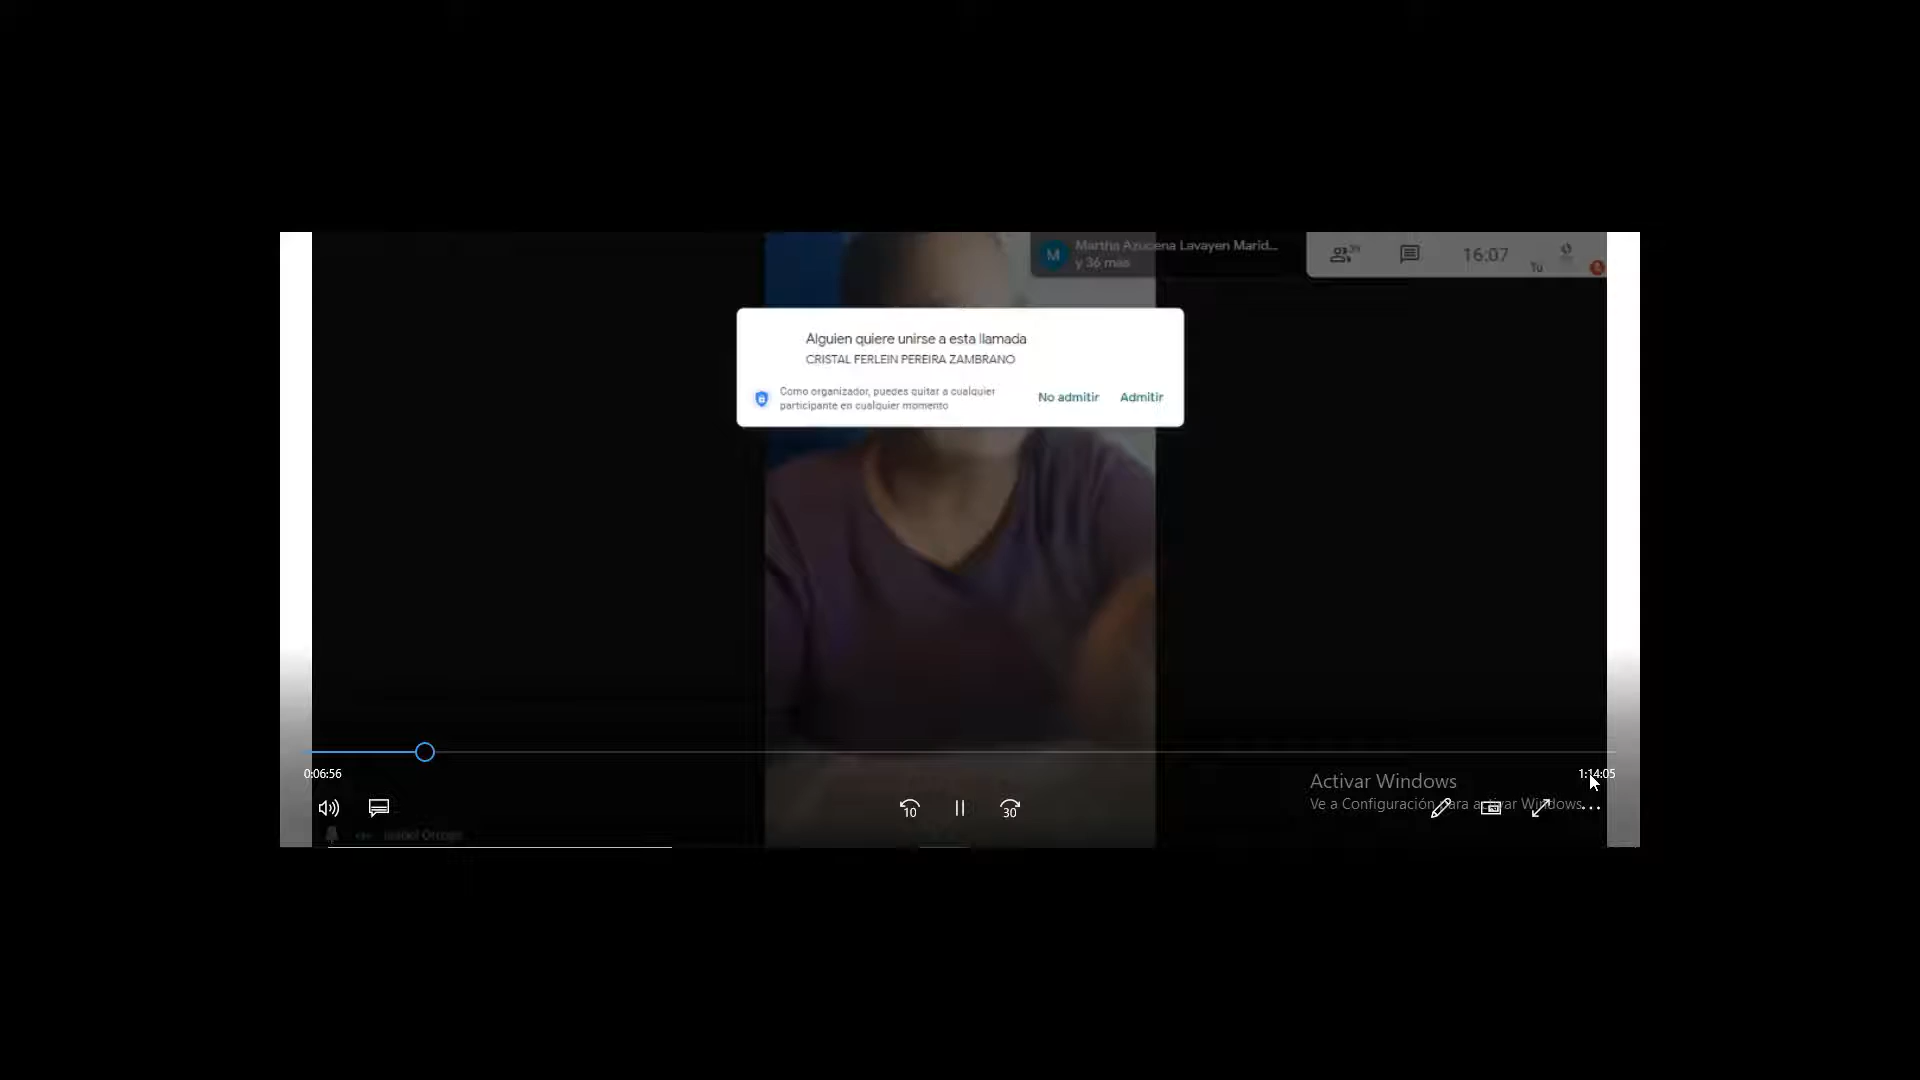 Martha Azucena Lavayen Marid...
y 36 más
39
16:07
Tú
M
Alguien quiere unirse a esta llamada
CRISTAL FERLEIN PEREIRA ZAMBRANO
Como organizador, puedes quitar a cualquier
participante en cualquier momento
No admitir
Admitir
0:06:56
1:14:05
Activar Windows
Ve a Configuración para activar Windows.
10
30